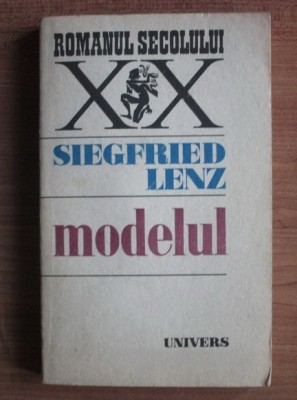 ROMANUL SECOLULUI
XX
SIEGFRIED
LENZ
modelul
UNIVERS